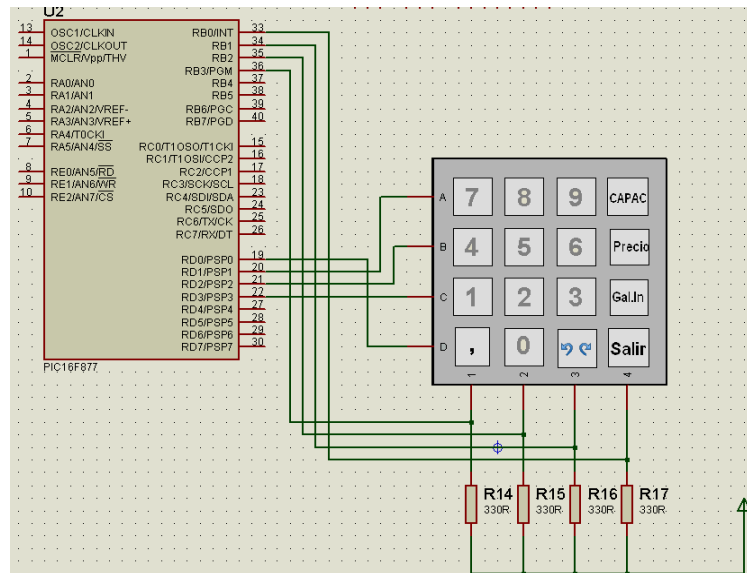 U2
13 OSC1/CLKIN RB0/INT 33
14 OSC2/CLKOUT RB1 34
1 MCLR/Vpp/THV RB2 35
RB3/PGM 36
2 RA0/AN0 RB4 37
3 RA1/AN1 RB5 38
4 RA2/AN2/VREF- RB6/PGC 39
5 RA3/AN3/VREF+ RB7/PGD 40
6 RA4/T0CKI
7 RA5/AN4/SS RC0/T1OSO/T1CKI 15
RC1/T1OSI/CCP2 16
8 RE0/AN5/RD RC2/CCP1 17
9 RE1/AN6/WR RC3/SCK/SCL 18
10 RE2/AN7/CS RC4/SDI/SDA 23
RC5/SDO 24
RC6/TX/CK 25
RC7/RX/DT 26
RD0/PSP0 19
RD1/PSP1 20
RD2/PSP2 21
RD3/PSP3 22
RD4/PSP4 27
RD5/PSP5 28
RD6/PSP6 29
RD7/PSP7 30
PIC16F877
A 7 8 9 CAPAC
B 4 5 6 Precio
C 1 2 3 Gal.In
D , 0 Salir
1 2 3 4
R14 R15 R16 R17
330R 330R 330R 330R